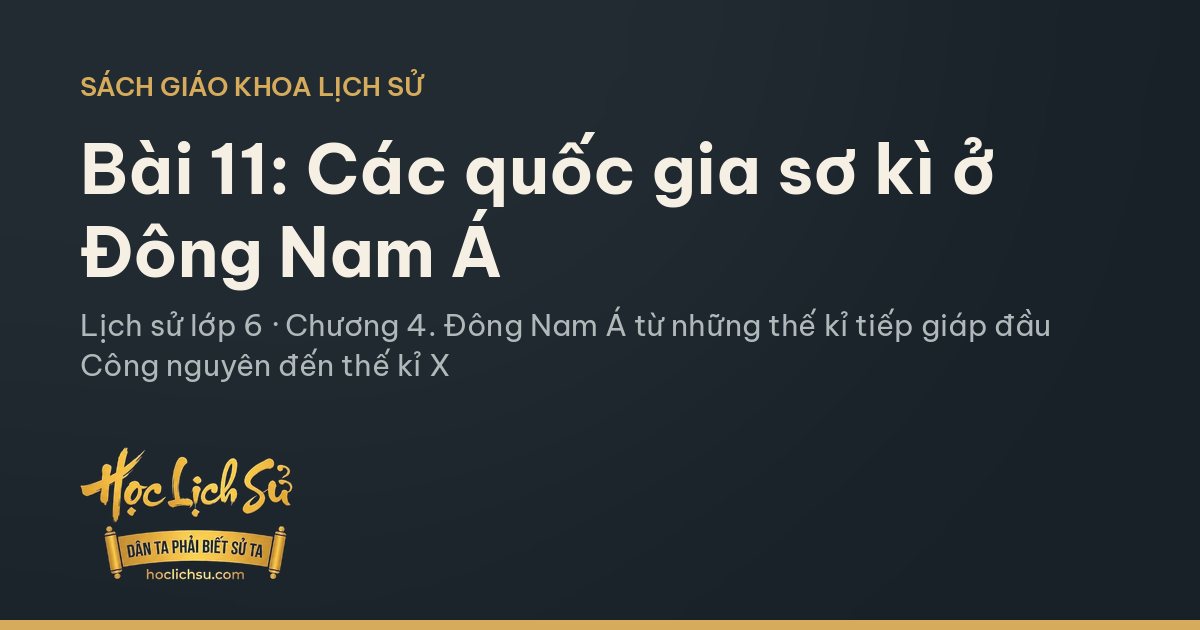 SÁCH GIÁO KHOA LỊCH SỬ
Bài 11: Các quốc gia sơ kì ở
Đông Nam Á
Lịch sử lớp 6 · Chương 4. Đông Nam Á từ những thế kỉ tiếp giáp đầu
Công nguyên đến thế kỉ X
Học Lịch Sử
DÂN TA PHẢI BIẾT SỬ TA
hoclichsu.com